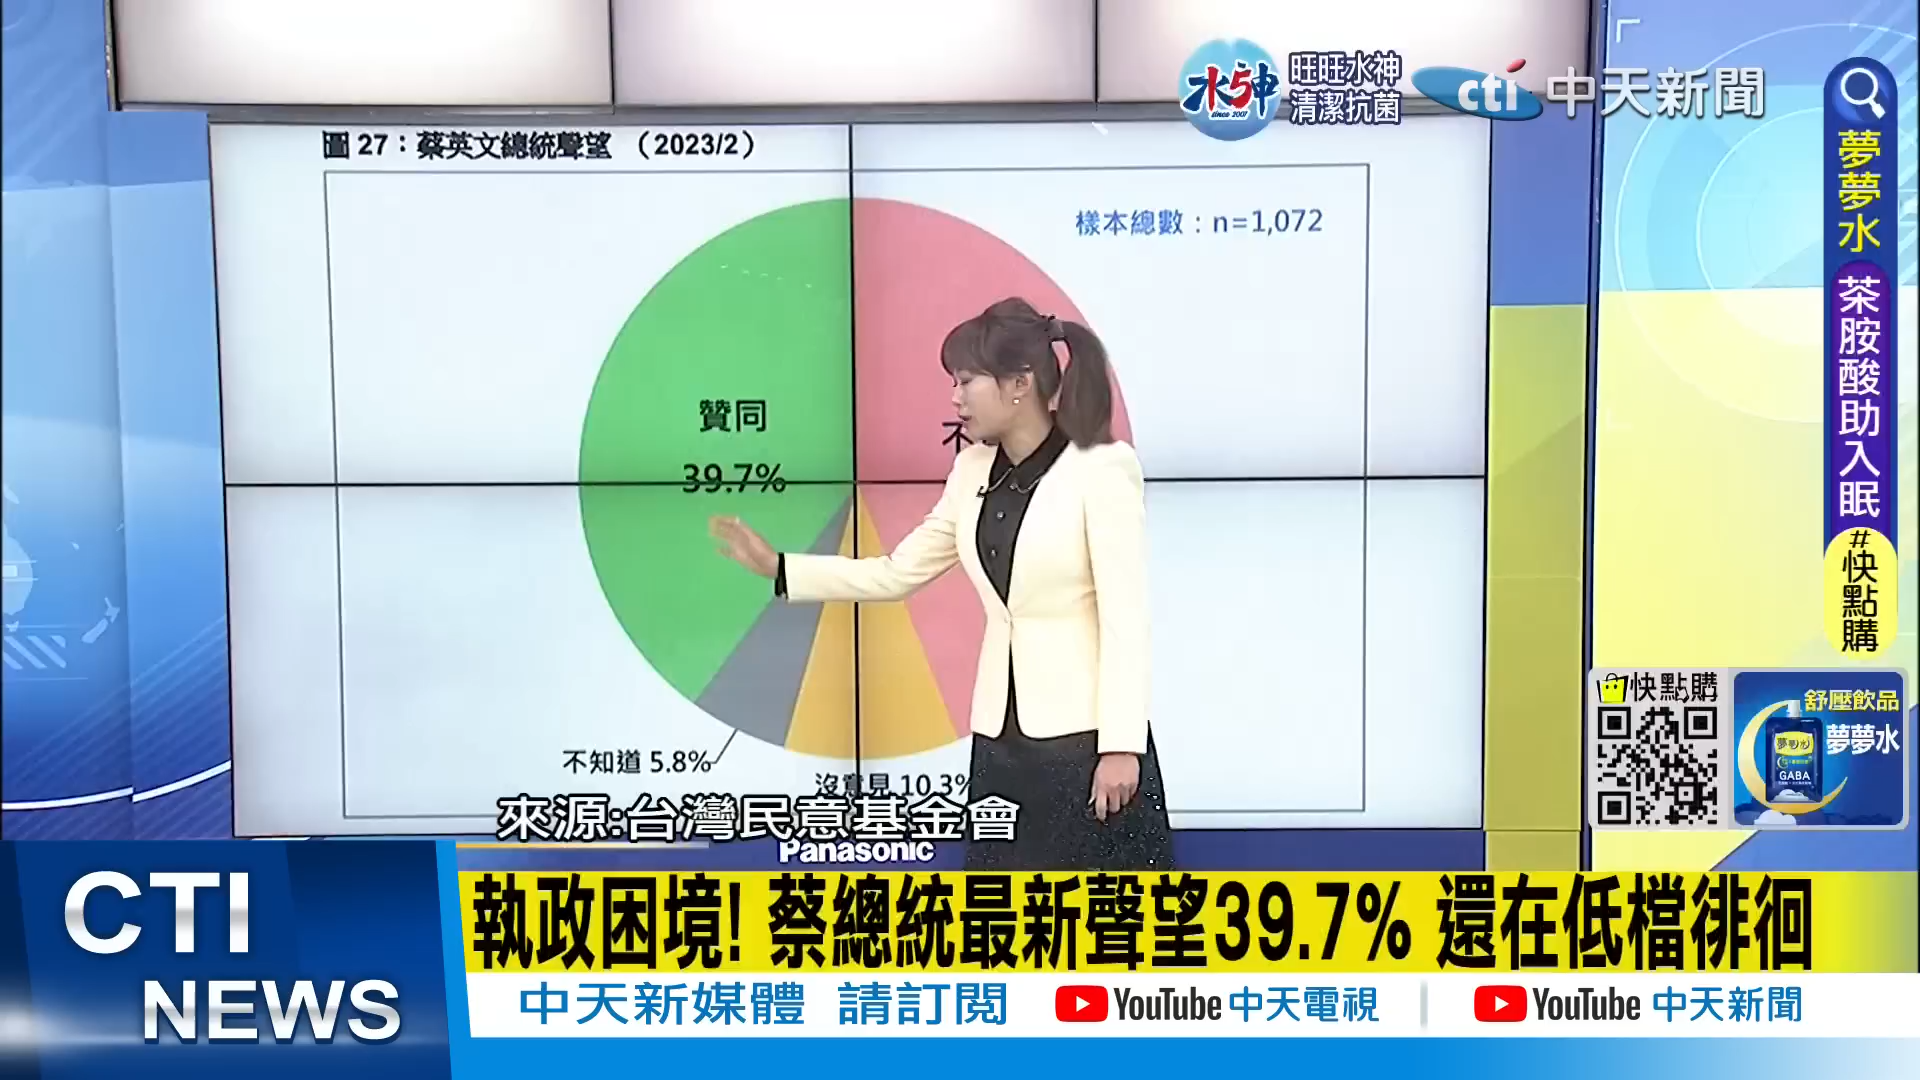 圖 27：蔡英文總統聲望 （2023/2）
樣本總數：n=1,072
贊同
39.7%
不
不知道 5.8%
沒意見 10.3%
來源:台灣民意基金會
Panasonic
水神
since 2007
旺旺水神
清潔抗菌
cti 中天新聞
夢夢水
茶胺酸助入眠
#快點購
快點購
舒壓飲品
夢夢水
夢夢水
GABA
CTI
NEWS
執政困境! 蔡總統最新聲望39.7% 還在低檔徘徊
中天新媒體 請訂閱 YouTube 中天電視 YouTube 中天新聞